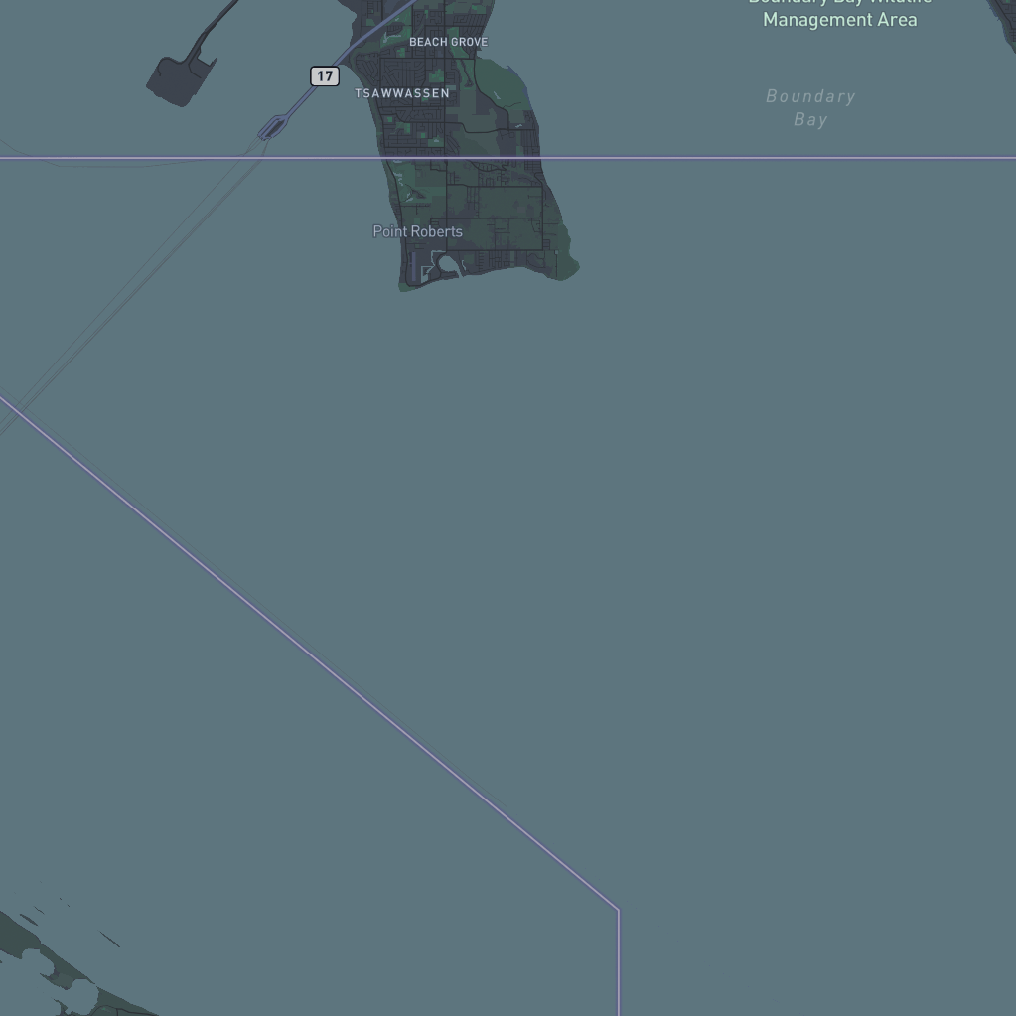 Management Area
BEACH GROVE
17
TSAWWASSEN
Boundary
Bay
Point Roberts